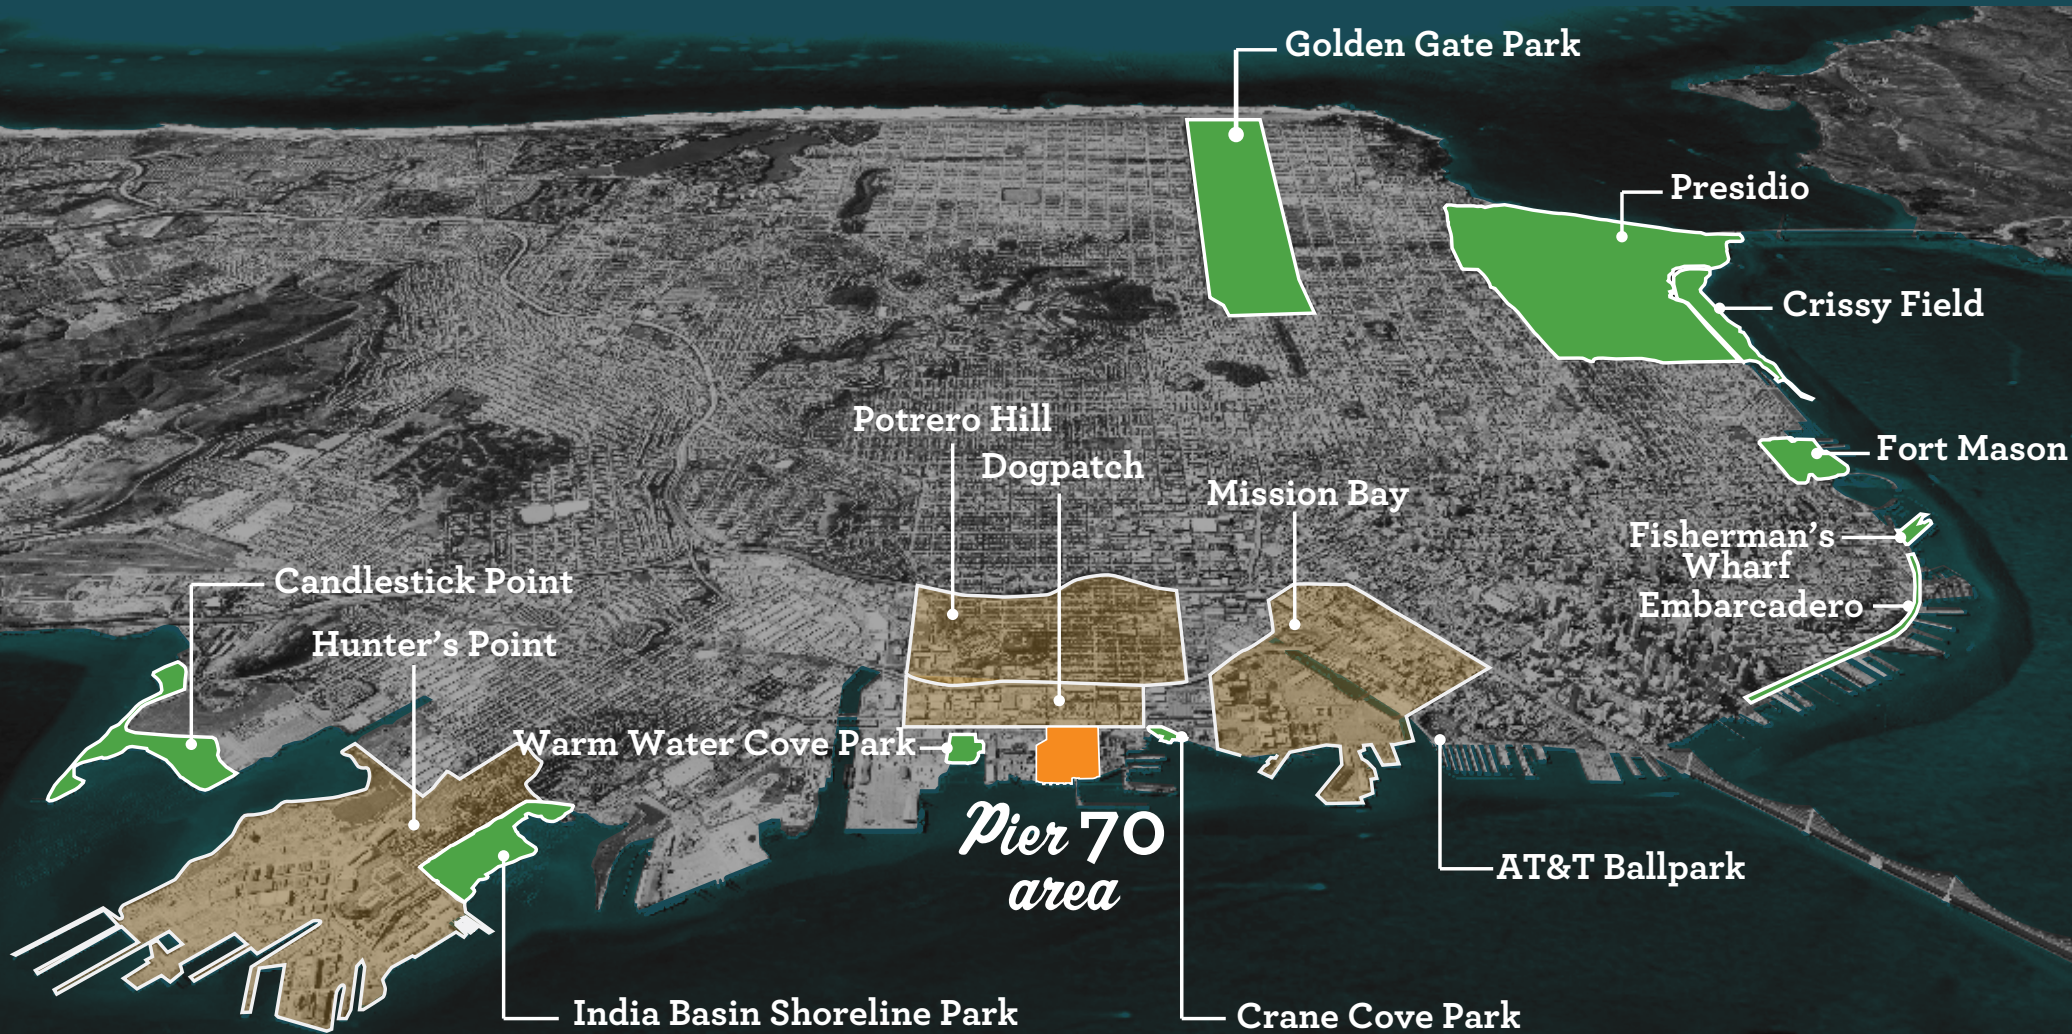 Golden Gate Park
Presidio
Crissy Field
Potrero Hill
Fort Mason
Dogpatch
Mission Bay
Fisherman's
Wharf
Candlestick Point
Embarcadero
Hunter's Point
Warm Water Cove Park
Pier 70
area
AT&T Ballpark
India Basin Shoreline Park
Crane Cove Park